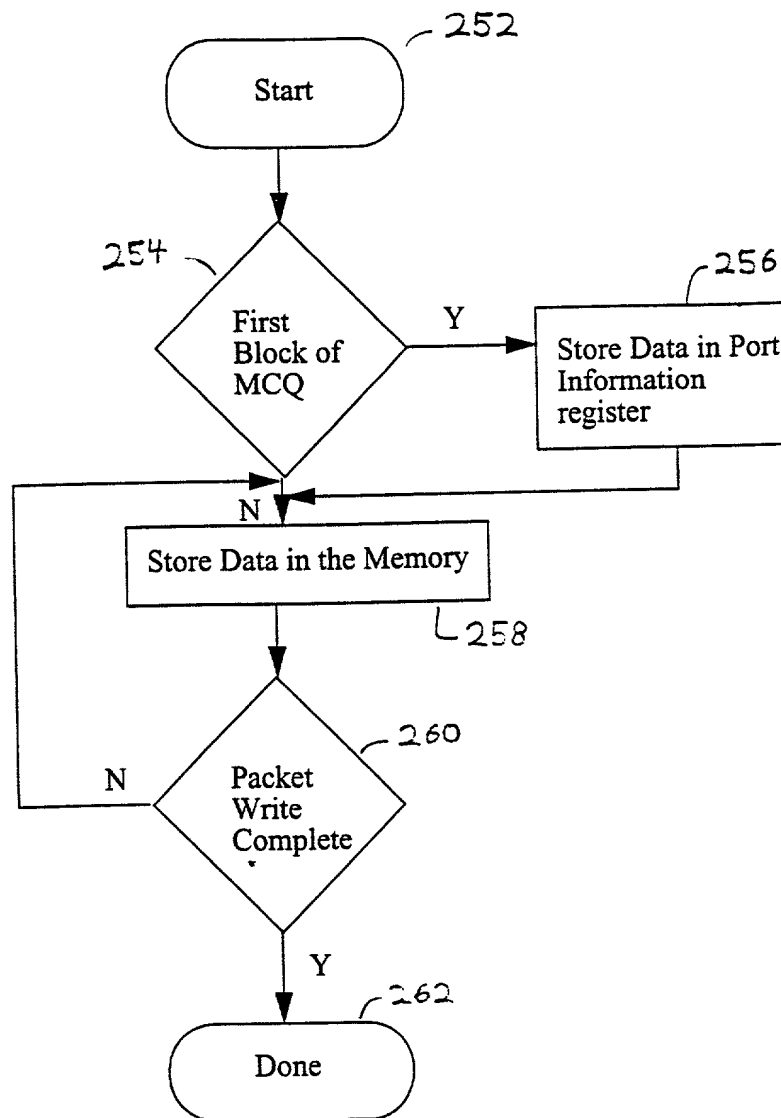 252
Start
254
First
Block of
MCQ
Y
256
Store Data in Port
Information
register
N
Store Data in the Memory
258
260
N
Packet
Write
Complete
Y
262
Done